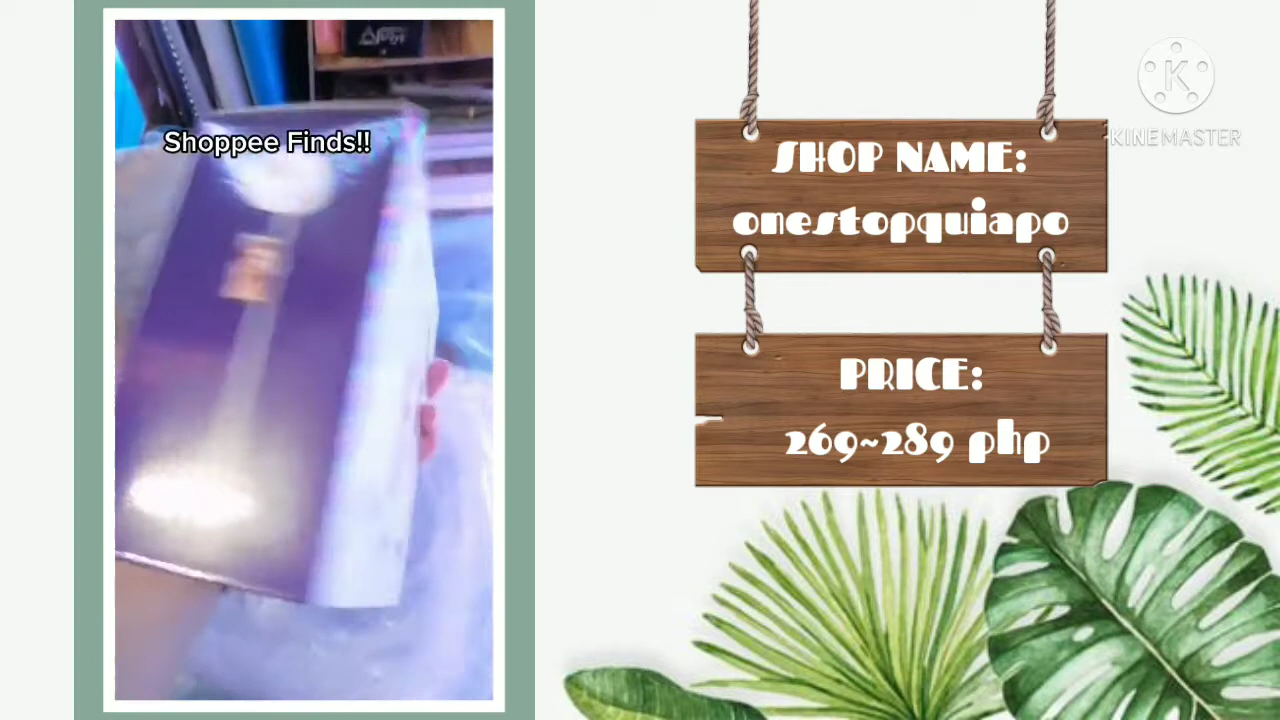 Shoppee Finds!!
SHOP NAME:
onestopquiapo
PRICE:
269~289 php
K
KINEMASTER